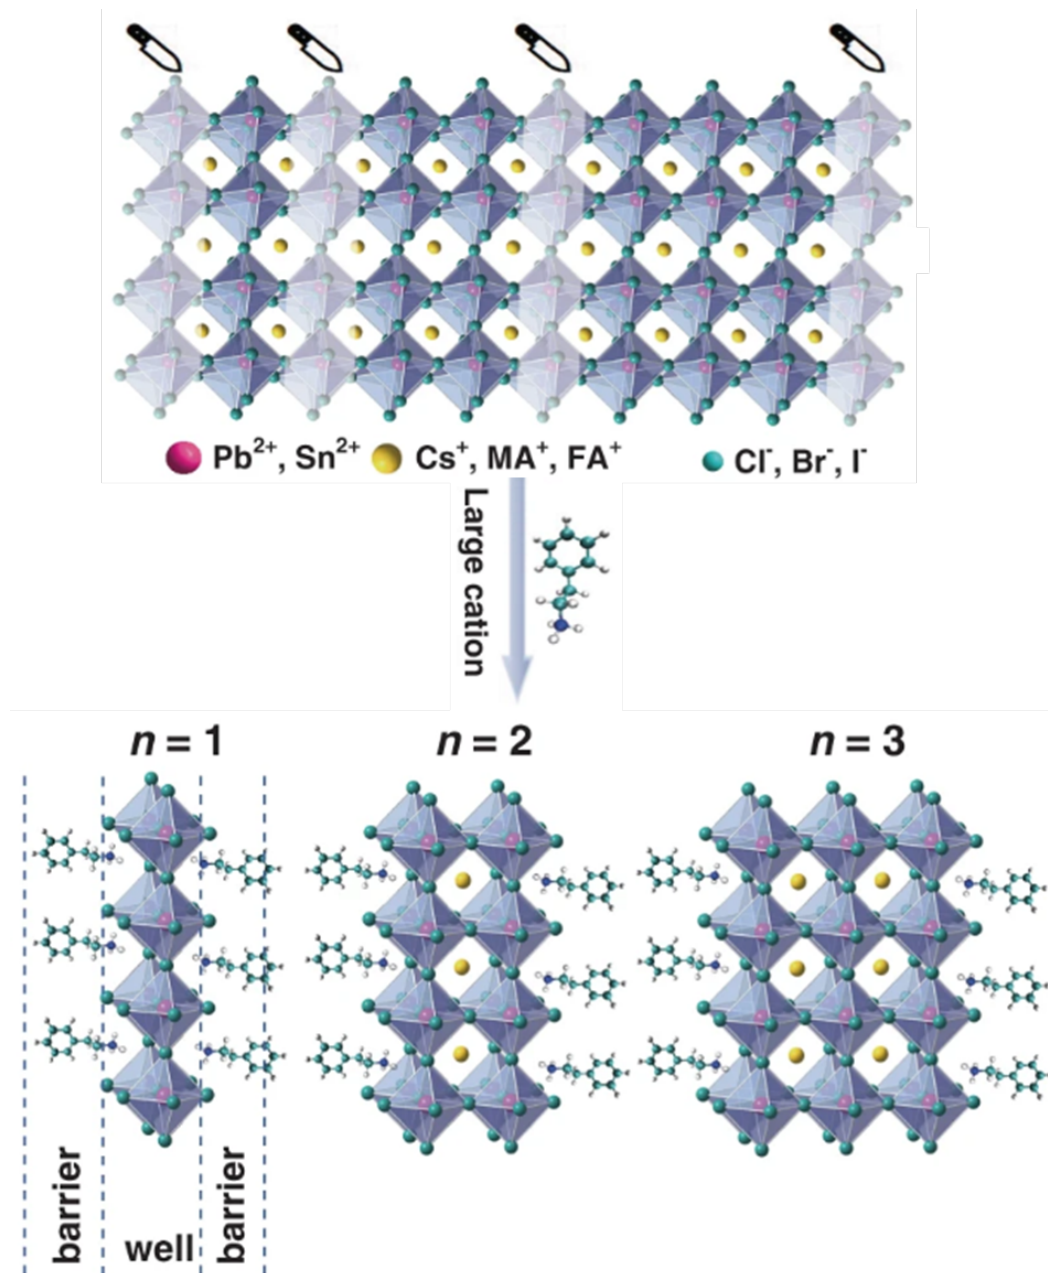 Pb²⁺, Sn²⁺ Cs⁺, MA⁺, FA⁺ Cl⁻, Br⁻, I⁻
Large cation
n = 1 n = 2 n = 3
barrier well barrier